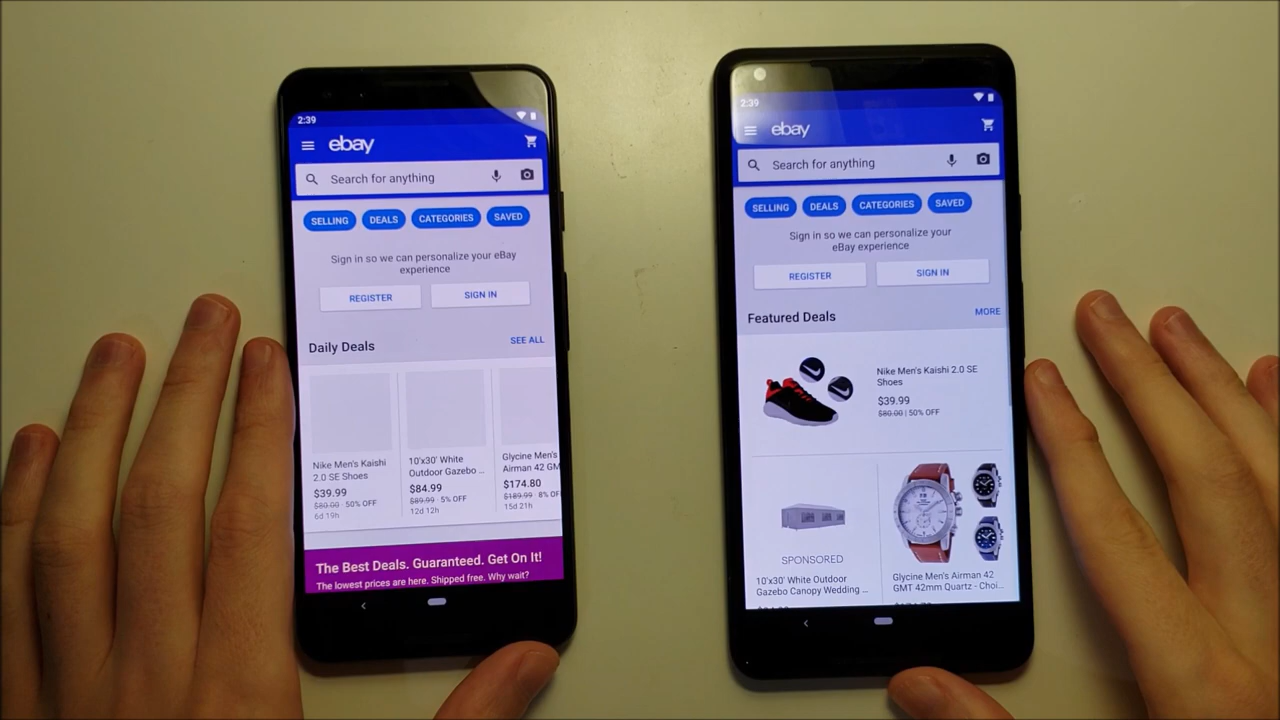 2:39
ebay
Search for anything
SELLING
DEALS
CATEGORIES
SAVED
Sign in so we can personalize your eBay
experience
REGISTER
SIGN IN
Daily Deals
SEE ALL
Nike Men's Kaishi
2.0 SE Shoes
$39.99
$80.00 · 50% OFF
6d 19h
10'x30' White
Outdoor Gazebo ...
$84.99
$89.99 · 5% OFF
12d 12h
Glycine Men's
Airman 42 GM
$174.80
$189.99 · 8% OF
15d 21h
The Best Deals. Guaranteed. Get On It!
The lowest prices are here. Shipped free. Why wait?
2:39
ebay
Search for anything
SELLING
DEALS
CATEGORIES
SAVED
Sign in so we can personalize your
eBay experience
REGISTER
SIGN IN
Featured Deals
MORE
Nike Men's Kaishi 2.0 SE
Shoes
$39.99
$80.00 | 50% OFF
SPONSORED
10'x30' White Outdoor
Gazebo Canopy Wedding ...
Glycine Men's Airman 42
GMT 42mm Quartz - Choi...